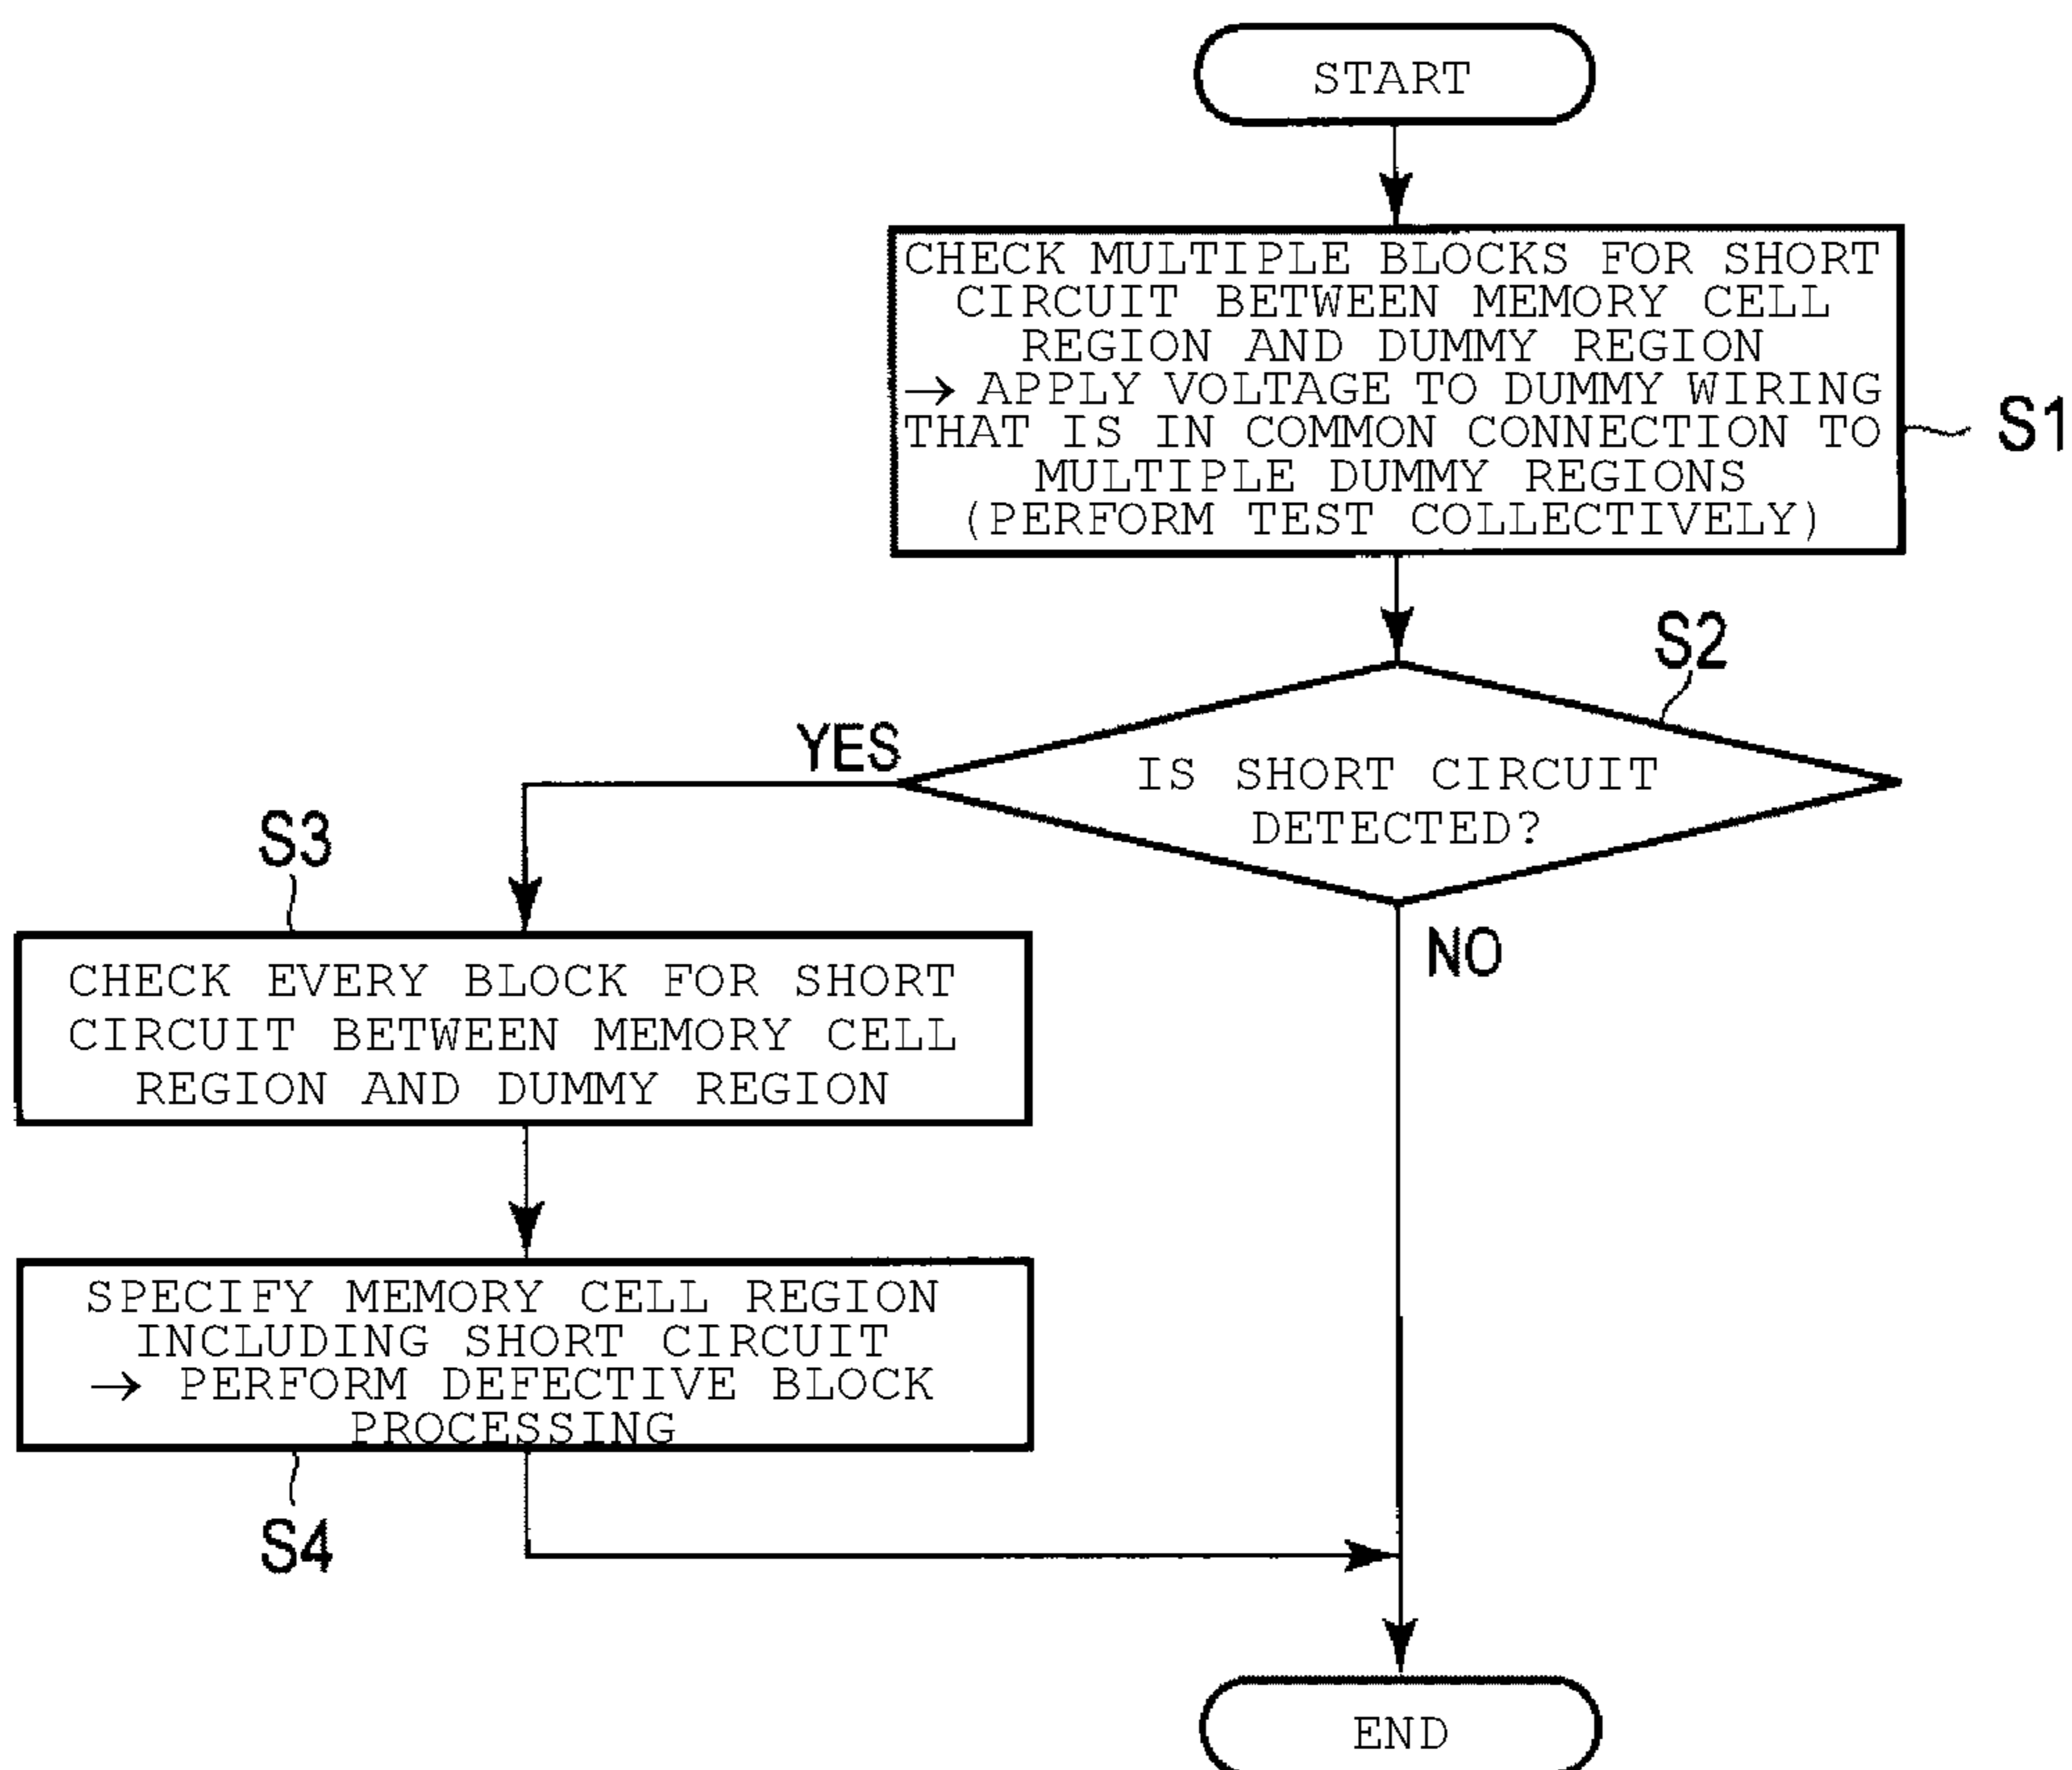 START
CHECK MULTIPLE BLOCKS FOR SHORT
CIRCUIT BETWEEN MEMORY CELL
REGION AND DUMMY REGION
→ APPLY VOLTAGE TO DUMMY WIRING
THAT IS IN COMMON CONNECTION TO
MULTIPLE DUMMY REGIONS
(PERFORM TEST COLLECTIVELY)
S1
S2
IS SHORT CIRCUIT
DETECTED?
YES
NO
S3
CHECK EVERY BLOCK FOR SHORT
CIRCUIT BETWEEN MEMORY CELL
REGION AND DUMMY REGION
SPECIFY MEMORY CELL REGION
INCLUDING SHORT CIRCUIT
→ PERFORM DEFECTIVE BLOCK
PROCESSING
S4
END